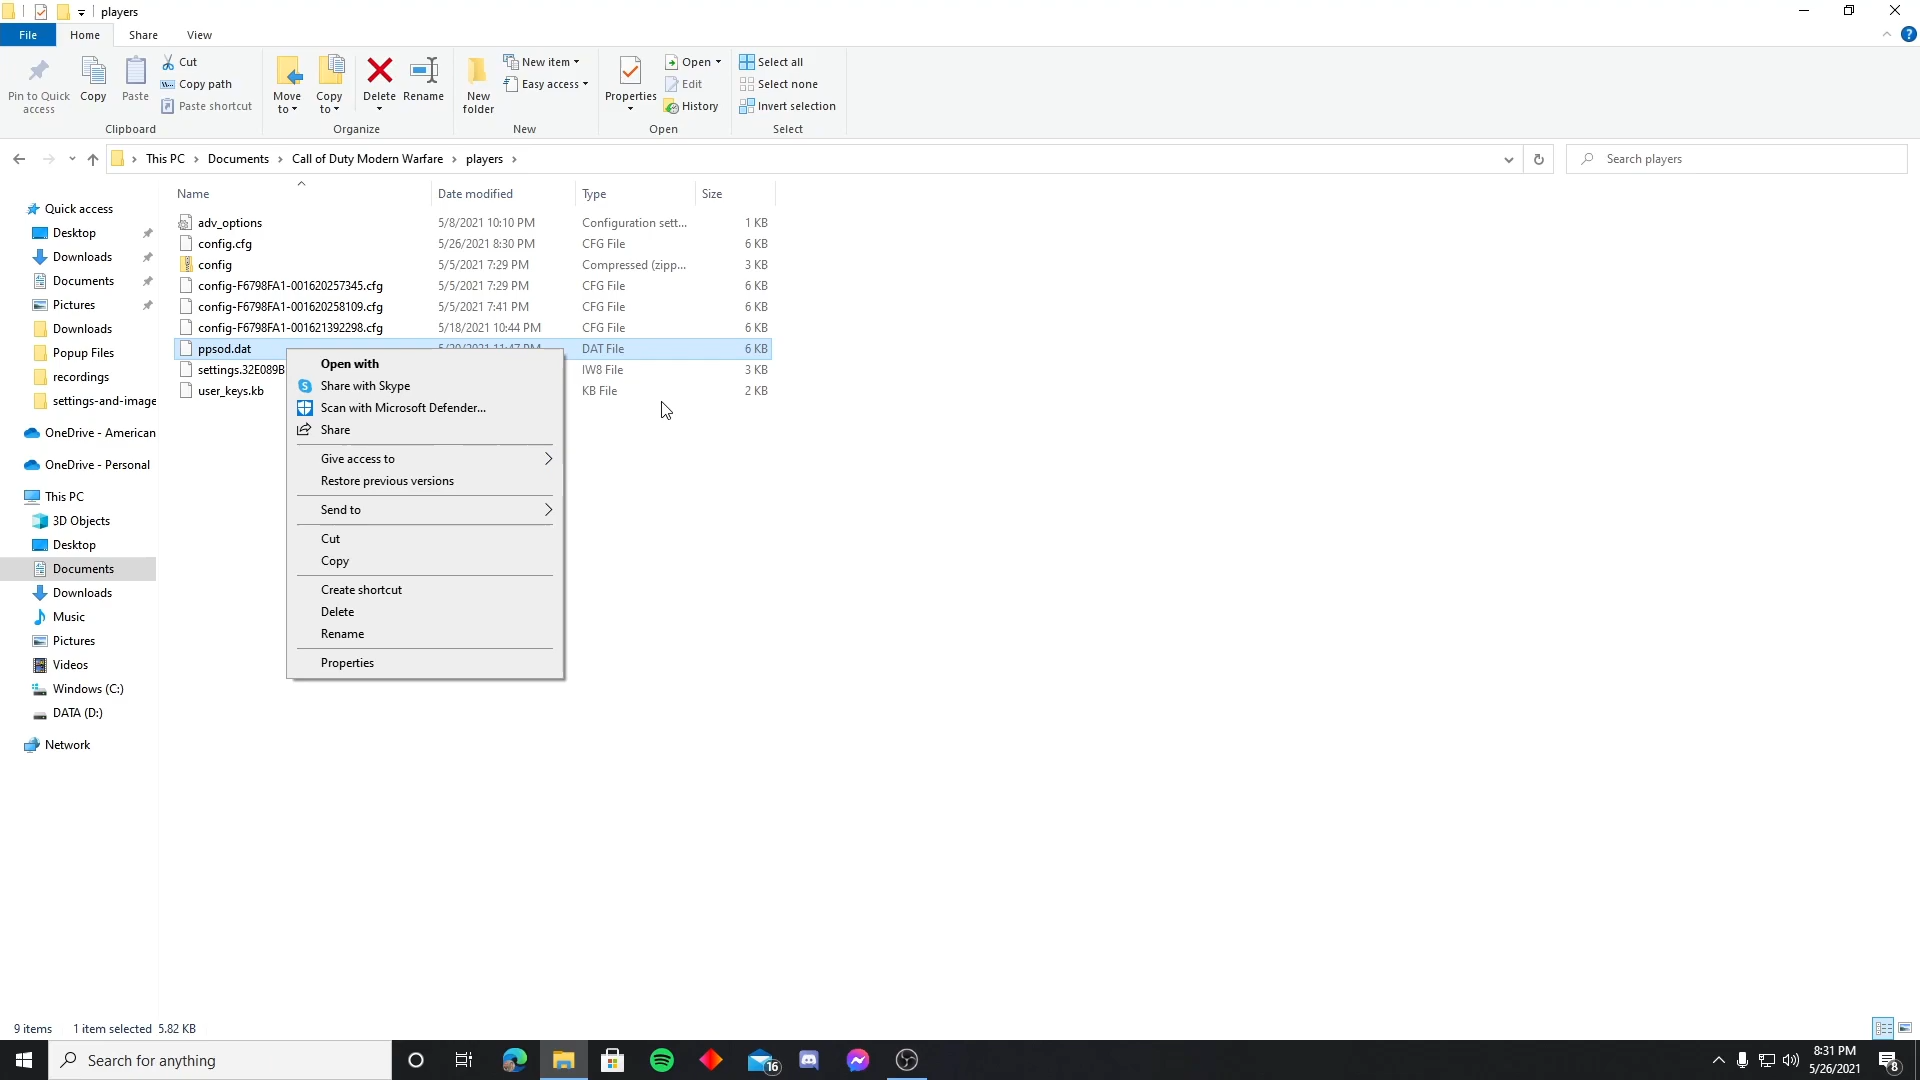 players
File Home Share View
Pin to Quick access
Copy
Paste
Cut
Copy path
Paste shortcut
Clipboard
Move to
Copy to
Delete
Rename
Organize
New folder
New item
Easy access
New
Properties
Open
Edit
History
Open
Select all
Select none
Invert selection
Select
This PC Documents Call of Duty Modern Warfare players
Search players
Name Date modified Type Size
adv_options 5/8/2021 10:10 PM Configuration sett... 1 KB
config.cfg 5/26/2021 8:30 PM CFG File 6 KB
config 5/5/2021 7:29 PM Compressed (zipp... 3 KB
config-F6798FA1-001620257345.cfg 5/5/2021 7:29 PM CFG File 6 KB
config-F6798FA1-001620258109.cfg 5/5/2021 7:41 PM CFG File 6 KB
config-F6798FA1-001621392298.cfg 5/18/2021 10:44 PM CFG File 6 KB
ppsod.dat DAT File 6 KB
settings.32E089B IW8 File 3 KB
user_keys.kb KB File 2 KB
Open with
Share with Skype
Scan with Microsoft Defender...
Share
Give access to
Restore previous versions
Send to
Cut
Copy
Create shortcut
Delete
Rename
Properties
Quick access
Desktop
Downloads
Documents
Pictures
Downloads
Popup Files
recordings
settings-and-image
OneDrive - American
OneDrive - Personal
This PC
3D Objects
Desktop
Documents
Downloads
Music
Pictures
Videos
Windows (C:)
DATA (D:)
Network
9 items 1 item selected 5.82 KB
Search for anything
16
8:31 PM
5/26/2021
8